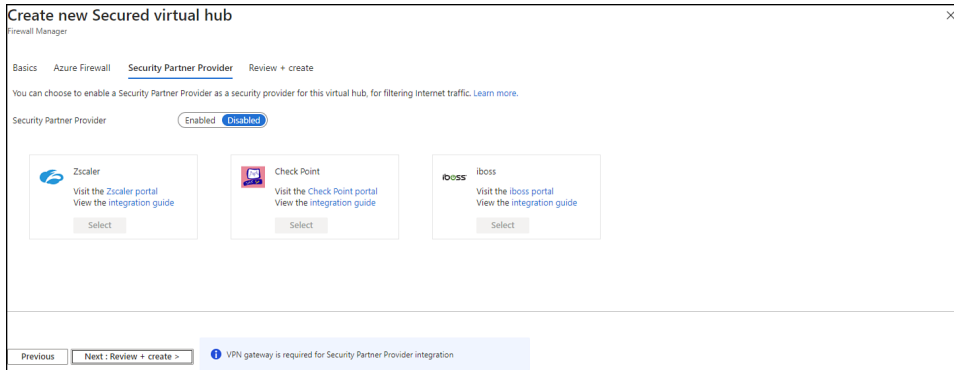 Create new Secured virtual hub
Firewall Manager
Basics Azure Firewall Security Partner Provider Review + create
You can choose to enable a Security Partner Provider as a security provider for this virtual hub, for filtering Internet traffic. Learn more.
Security Partner Provider Enabled Disabled
Zscaler
Visit the Zscaler portal
View the integration guide
Select
Check Point
Visit the Check Point portal
View the integration guide
Select
iboss iboss
Visit the iboss portal
View the integration guide
Select
Previous Next : Review + create > VPN gateway is required for Security Partner Provider integration